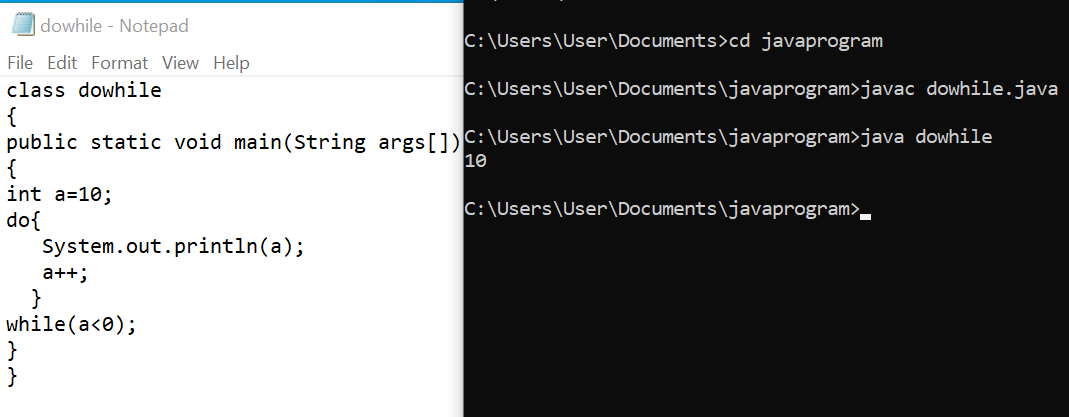 dowhile - Notepad
File Edit Format View Help
class dowhile
{
public static void main(String args[])
{
int a=10;
do{
System.out.println(a);
a++;
}
while(a<0);
}
}
C:\Users\User\Documents>cd javaprogram
C:\Users\User\Documents\javaprogram>javac dowhile.java
C:\Users\User\Documents\javaprogram>java dowhile
10
C:\Users\User\Documents\javaprogram>